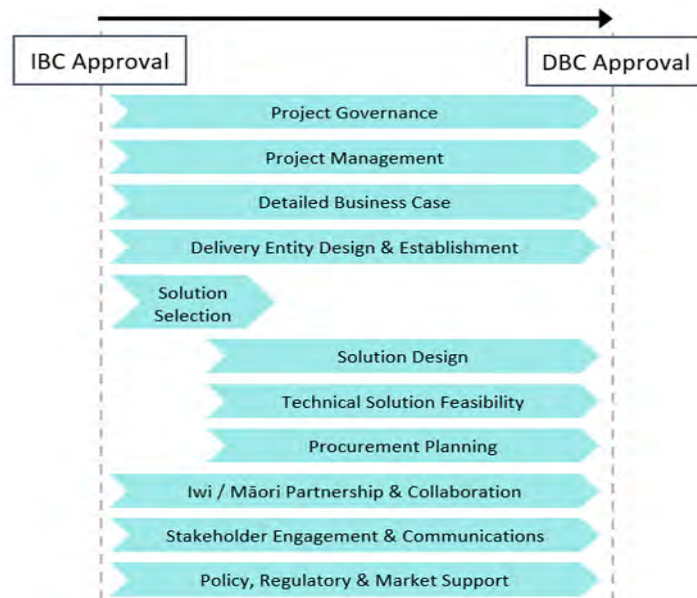 IBC Approval
DBC Approval
Project Governance
Project Management
Detailed Business Case
Delivery Entity Design & Establishment
Solution
Selection
Solution Design
Technical Solution Feasibility
Procurement Planning
Iwi / Māori Partnership & Collaboration
Stakeholder Engagement & Communications
Policy, Regulatory & Market Support